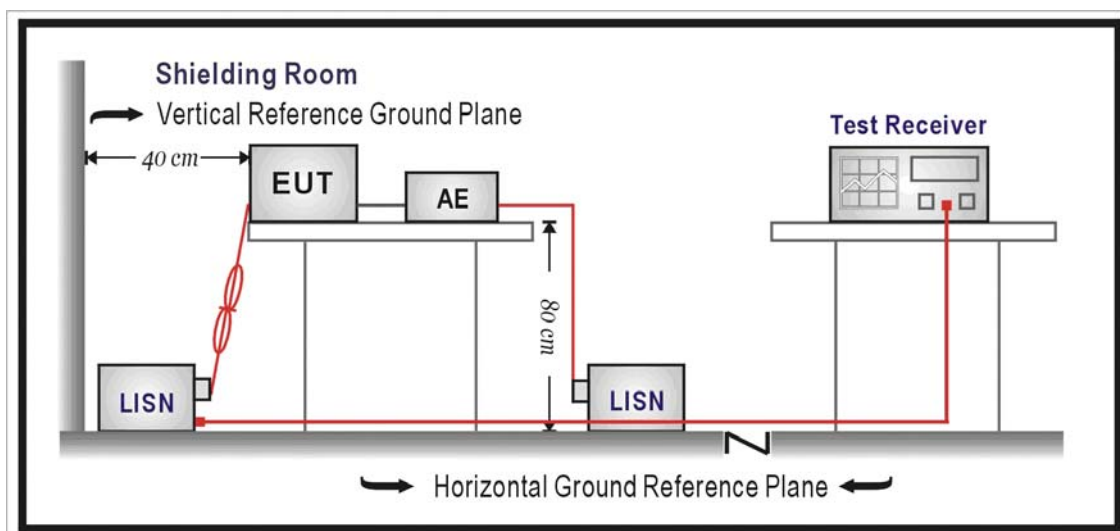 Shielding Room
Vertical Reference Ground Plane
Test Receiver
40 cm
EUT
AE
80 cm
LISN
LISN
Horizontal Ground Reference Plane